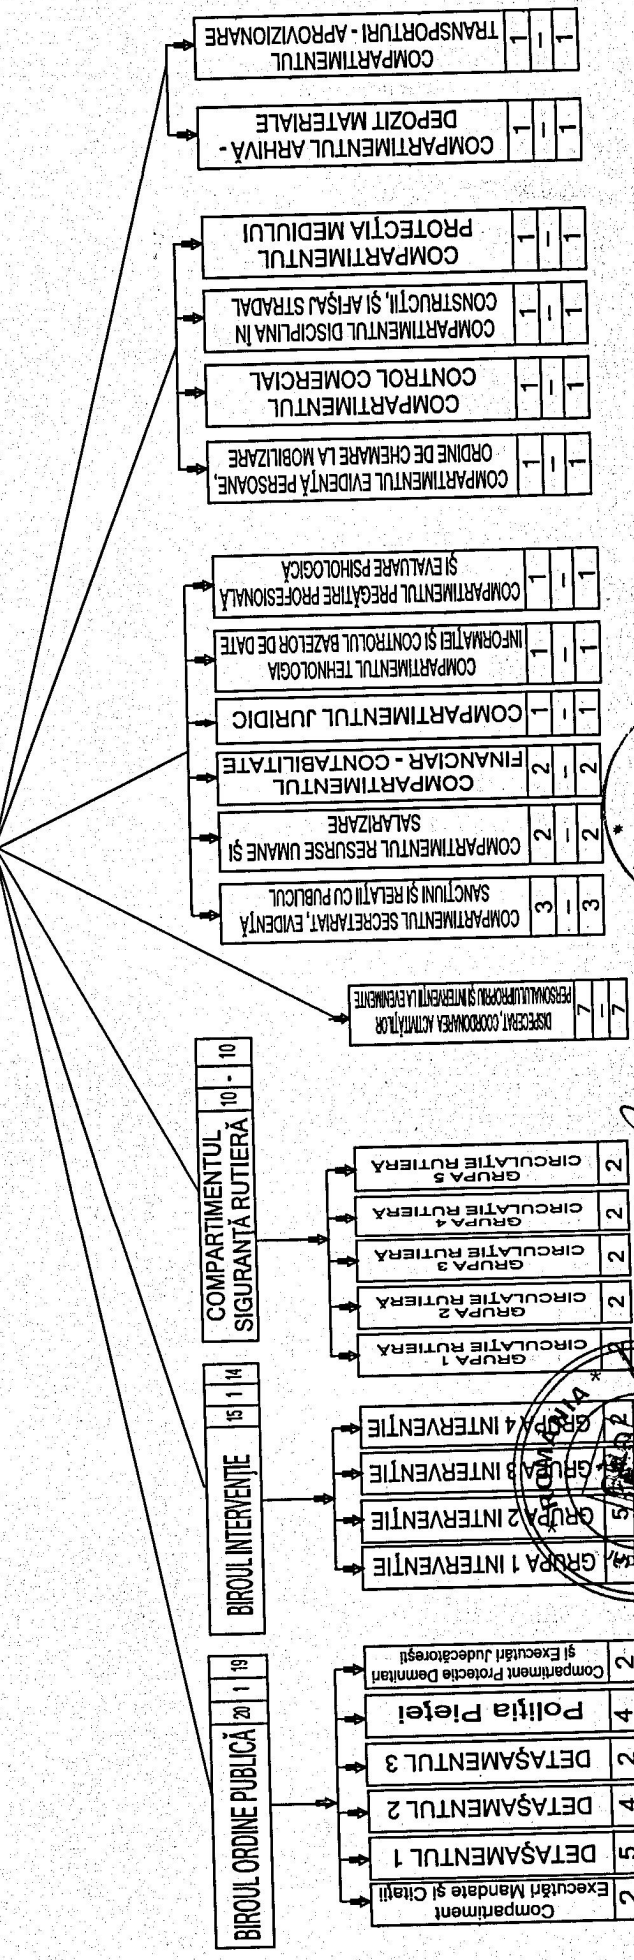 BIROUL ORDINE PUBLICĂ 20 1 19
Compartiment
Executări Mandate și Citații
2
DETAȘAMENTUL 1
5
DETAȘAMENTUL 2
4
DETAȘAMENTUL 3
2
Poliția Pieței
4
Compartiment Protectie Demnitari
și Executări Judecătorești
2
BIROUL INTERVENȚIE 15 1 14
GRUPA 1 INTERVENȚIE
GRUPA 2 INTERVENȚIE
5
GRUPA 3 INTERVENȚIE
GRUPA 4 INTERVENȚIE
2
COMPARTIMENTUL
SIGURANȚĂ RUTIERĂ
10 - 10
GRUPA 1
CIRCULAȚIE RUTIERĂ
GRUPA 2
CIRCULAȚIE RUTIERĂ
2
GRUPA 3
CIRCULAȚIE RUTIERĂ
2
GRUPA 4
CIRCULAȚIE RUTIERĂ
2
GRUPA 5
CIRCULAȚIE RUTIERĂ
2
DISPECERAT, COORDONAREA ACTIVITĂȚILOR
PERSONALULUI PROPRIU ȘI INTERVENȚII LA EVENIMENTE
7 - 7
COMPARTIMENTUL SECRETARIAT, EVIDENȚĂ
SANCȚIUNI ȘI RELAȚII CU PUBLICUL
3 - 3
COMPARTIMENTUL RESURSE UMANE ȘI
SALARIZARE
2 - 2
COMPARTIMENTUL
FINANCIAR - CONTABILITATE
2 - 2
COMPARTIMENTUL JURIDIC
1 - 1
COMPARTIMENTUL TEHNOLOGIA
INFORMAȚIEI ȘI CONTROLUL BAZELOR DE DATE
1 - 1
COMPARTIMENTUL PREGĂTIRE PROFESIONALĂ
ȘI EVALUARE PSIHOLOGICĂ
1 - 1
COMPARTIMENTUL EVIDENȚĂ PERSOANE,
ORDINE DE CHEMARE LA MOBILIZARE
1 - 1
COMPARTIMENTUL
CONTROL COMERCIAL
1 - 1
COMPARTIMENTUL DISCIPLINA ÎN
CONSTRUCȚII, ȘI AFIȘAJ STRADAL
1 - 1
COMPARTIMENTUL
PROTECȚIA MEDIULUI
1 - 1
COMPARTIMENTUL ARHIVĂ -
DEPOZIT MATERIALE
1 - 1
COMPARTIMENTUL
TRANSPORTURI - APROVIZIONARE
1 - 1
* ROMÂNIA *